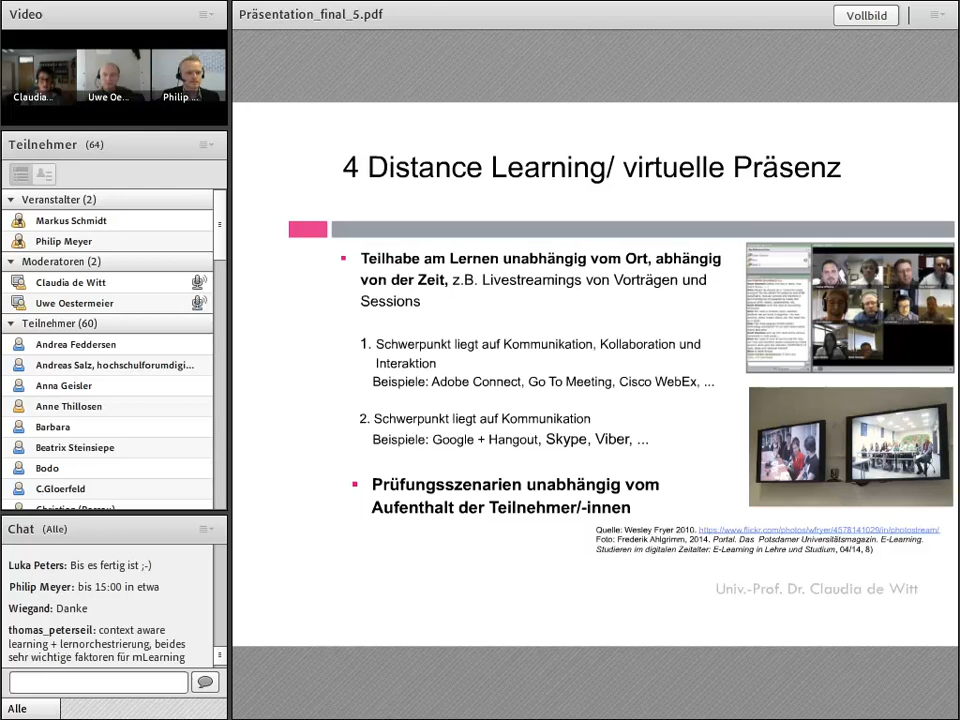 Video
Claudia...
Uwe Oe...
Philip ...
Teilnehmer (64)
Veranstalter (2)
Markus Schmidt
Philip Meyer
Moderatoren (2)
Claudia de Witt
Uwe Oestermeier
Teilnehmer (60)
Andrea Feddersen
Andreas Salz, hochschulforumdigi...
Anna Geisler
Anne Thillosen
Barbara
Beatrix Steinsiepe
Bodo
C.Gloerfeld
Chat (Alle)
Luka Peters: Bis es fertig ist ;-)
Philip Meyer: bis 15:00 in etwa
Wiegand: Danke
thomas_peterseil: context aware
learning + lernorchestrierung, beides
sehr wichtige faktoren für mLearning
Alle
Präsentation_final_5.pdf
Vollbild
4 Distance Learning/ virtuelle Präsenz
▪ Teilhabe am Lernen unabhängig vom Ort, abhängig
von der Zeit, z.B. Livestreamings von Vorträgen und
Sessions
1. Schwerpunkt liegt auf Kommunikation, Kollaboration und
Interaktion
Beispiele: Adobe Connect, Go To Meeting, Cisco WebEx, ...
2. Schwerpunkt liegt auf Kommunikation
Beispiele: Google + Hangout, Skype, Viber, ...
▪ Prüfungsszenarien unabhängig vom
Aufenthalt der Teilnehmer/-innen
Quelle: Wesley Fryer 2010. https://www.flickr.com/photos/wfryer/4578141029/in/photostream/
Foto: Frederik Ahlgrimm, 2014. Portal. Das Potsdamer Universitätsmagazin. E-Learning.
Studieren im digitalen Zeitalter: E-Learning in Lehre und Studium, 04/14, 8)
Univ.-Prof. Dr. Claudia de Witt